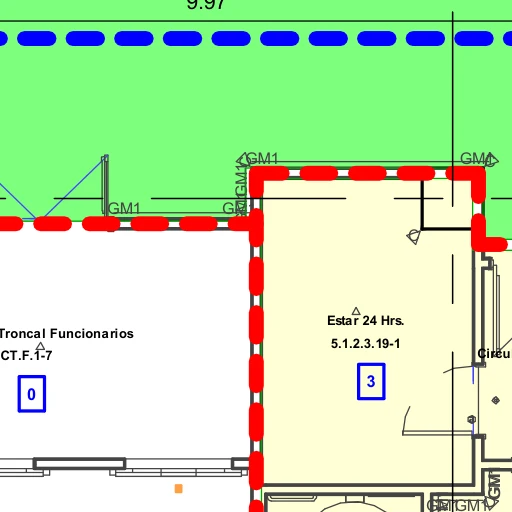 9.97
GM1
GM1
GM1
GM1
GM1
Troncal Funcionarios
CT.F.1-7
0
Estar 24 Hrs.
5.1.2.3.19-1
3
Circu
GM1
GM1